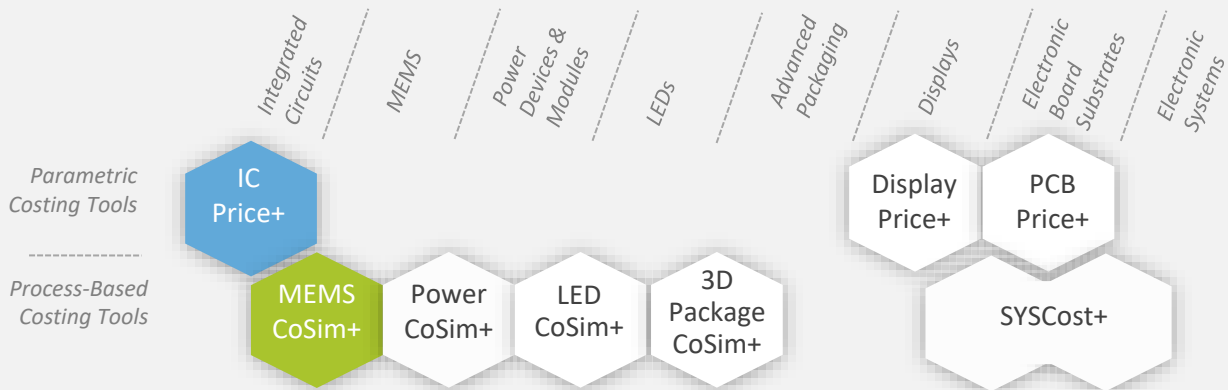 Integrated
Circuits
MEMS
Power
Devices &
Modules
LEDs
Advanced
Packaging
Displays
Electronic
Board
Substrates
Electronic
Systems
Parametric
Costing Tools
IC
Price+
Display
Price+
PCB
Price+
Process-Based
Costing Tools
MEMS
CoSim+
Power
CoSim+
LED
CoSim+
3D
Package
CoSim+
SYSCost+